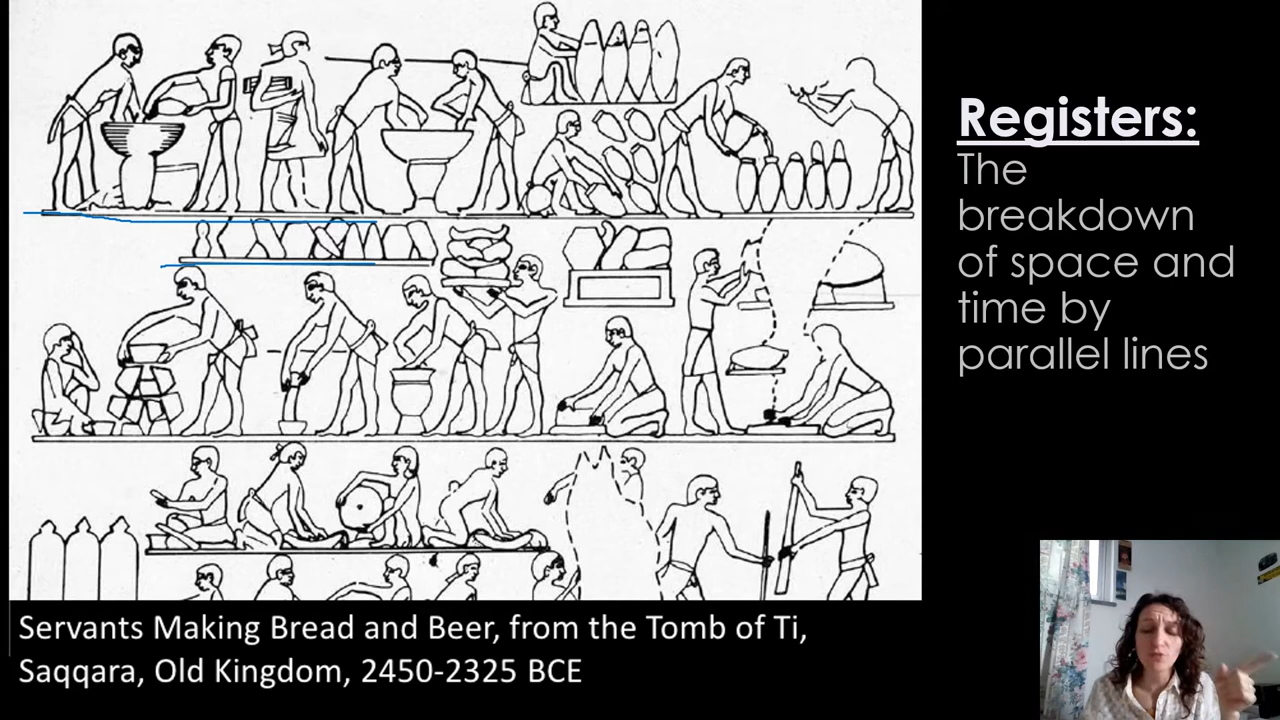 Registers:
The
breakdown
of space and
time by
parallel lines
Servants Making Bread and Beer, from the Tomb of Ti,
Saqqara, Old Kingdom, 2450-2325 BCE